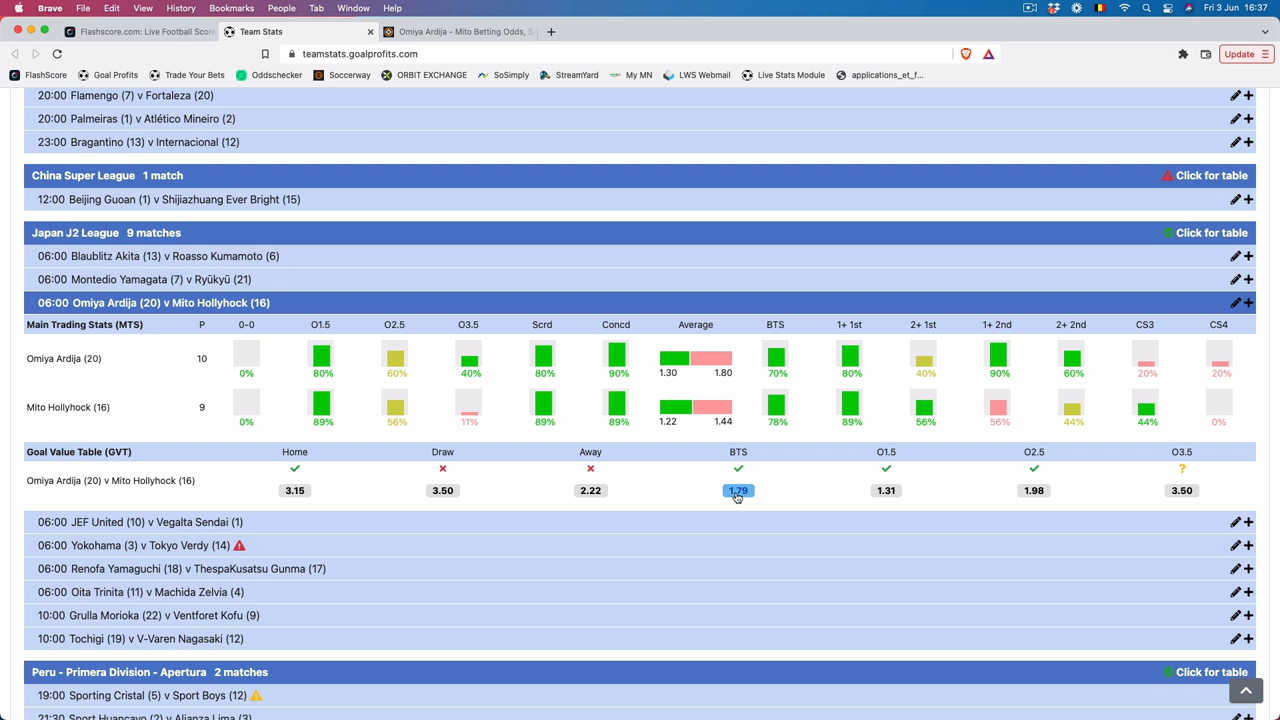 Brave File Edit View History Bookmarks People Tab Window Help Fri 3 Jun 16:37
Flashscore.com: Live Football Scor Team Stats Omiya Ardija - Mito Betting Odds, S
teamstats.goalprofits.com Update
FlashScore Goal Profits Trade Your Bets Oddschecker Soccerway ORBIT EXCHANGE SoSimply StreamYard My MN LWS Webmail Live Stats Module applications_et_f...
20:00 Flamengo (7) v Fortaleza (20)
20:00 Palmeiras (1) v Atlético Mineiro (2)
23:00 Bragantino (13) v Internacional (12)
China Super League 1 match Click for table
12:00 Beijing Guoan (1) v Shijiazhuang Ever Bright (15)
Japan J2 League 9 matches Click for table
06:00 Blaublitz Akita (13) v Roasso Kumamoto (6)
06:00 Montedio Yamagata (7) v Ryūkyū (21)
06:00 Omiya Ardija (20) v Mito Hollyhock (16)
Main Trading Stats (MTS) P 0-0 O1.5 O2.5 O3.5 Scrd Concd Average BTS 1+ 1st 2+ 1st 1+ 2nd 2+ 2nd CS3 CS4
Omiya Ardija (20) 10
0% 80% 60% 40% 80% 90% 1.30 1.80 70% 80% 40% 90% 60% 20% 20%
Mito Hollyhock (16) 9
0% 89% 56% 11% 89% 89% 1.22 1.44 78% 89% 56% 56% 44% 44% 0%
Goal Value Table (GVT) Home Draw Away BTS O1.5 O2.5 O3.5
?
Omiya Ardija (20) v Mito Hollyhock (16)
3.15 3.50 2.22 1.79 1.31 1.98 3.50
06:00 JEF United (10) v Vegalta Sendai (1)
06:00 Yokohama (3) v Tokyo Verdy (14)
06:00 Renofa Yamaguchi (18) v ThespaKusatsu Gunma (17)
06:00 Oita Trinita (11) v Machida Zelvia (4)
10:00 Grulla Morioka (22) v Ventforet Kofu (9)
10:00 Tochigi (19) v V-Varen Nagasaki (12)
Peru - Primera Division - Apertura 2 matches Click for table
19:00 Sporting Cristal (5) v Sport Boys (12)
21:30 Sport Huancayo (2) v Alianza Lima (3)